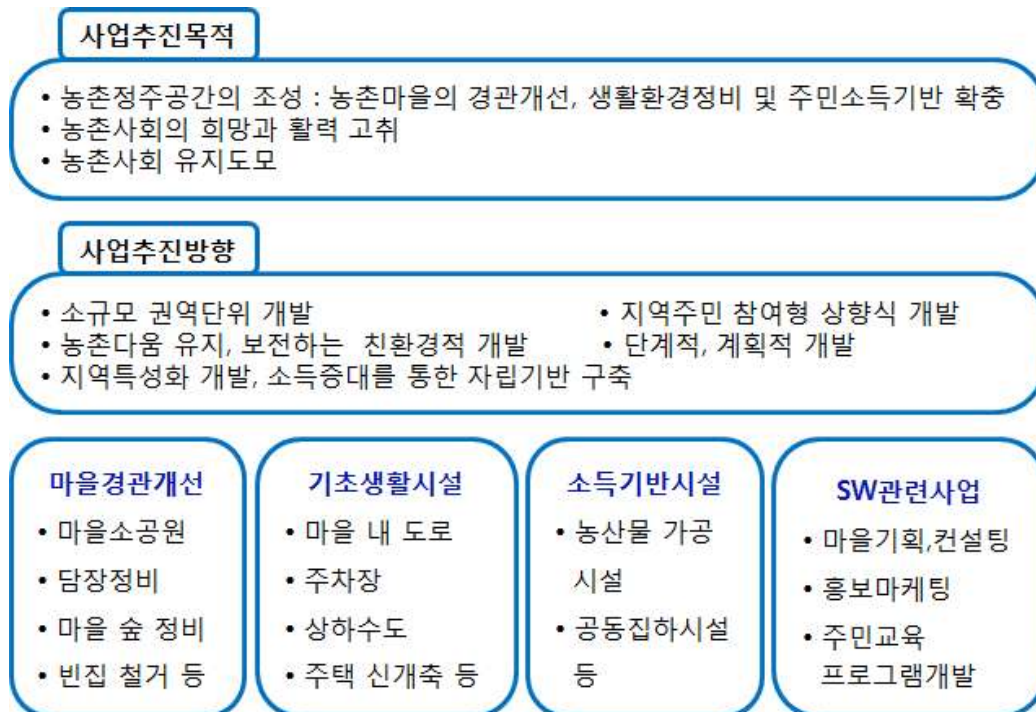 사업추진목적
• 농촌정주공간의 조성 : 농촌마을의 경관개선, 생활환경정비 및 주민소득기반 확충
• 농촌사회의 희망과 활력 고취
• 농촌사회 유지도모
사업추진방향
• 소규모 권역단위 개발
• 지역주민 참여형 상향식 개발
• 농촌다움 유지, 보전하는 친환경적 개발
• 단계적, 계획적 개발
• 지역특성화 개발, 소득증대를 통한 자립기반 구축
마을경관개선
• 마을소공원
• 담장정비
• 마을 숲 정비
• 빈집 철거 등
기초생활시설
• 마을 내 도로
• 주차장
• 상하수도
• 주택 신개축 등
소득기반시설
• 농산물 가공
시설
• 공동집하시설
등
SW관련사업
• 마을기획,컨설팅
• 홍보마케팅
• 주민교육
프로그램개발